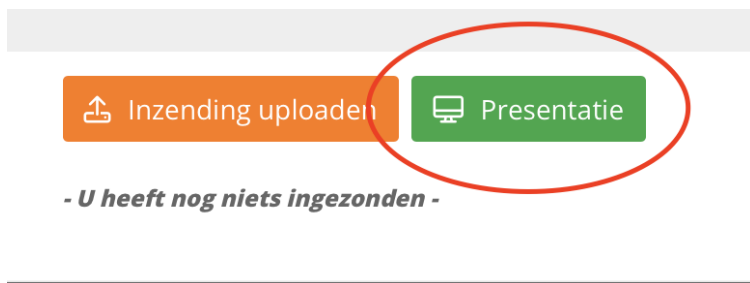 Inzending uploaden Presentatie
- U heeft nog niets ingezonden -